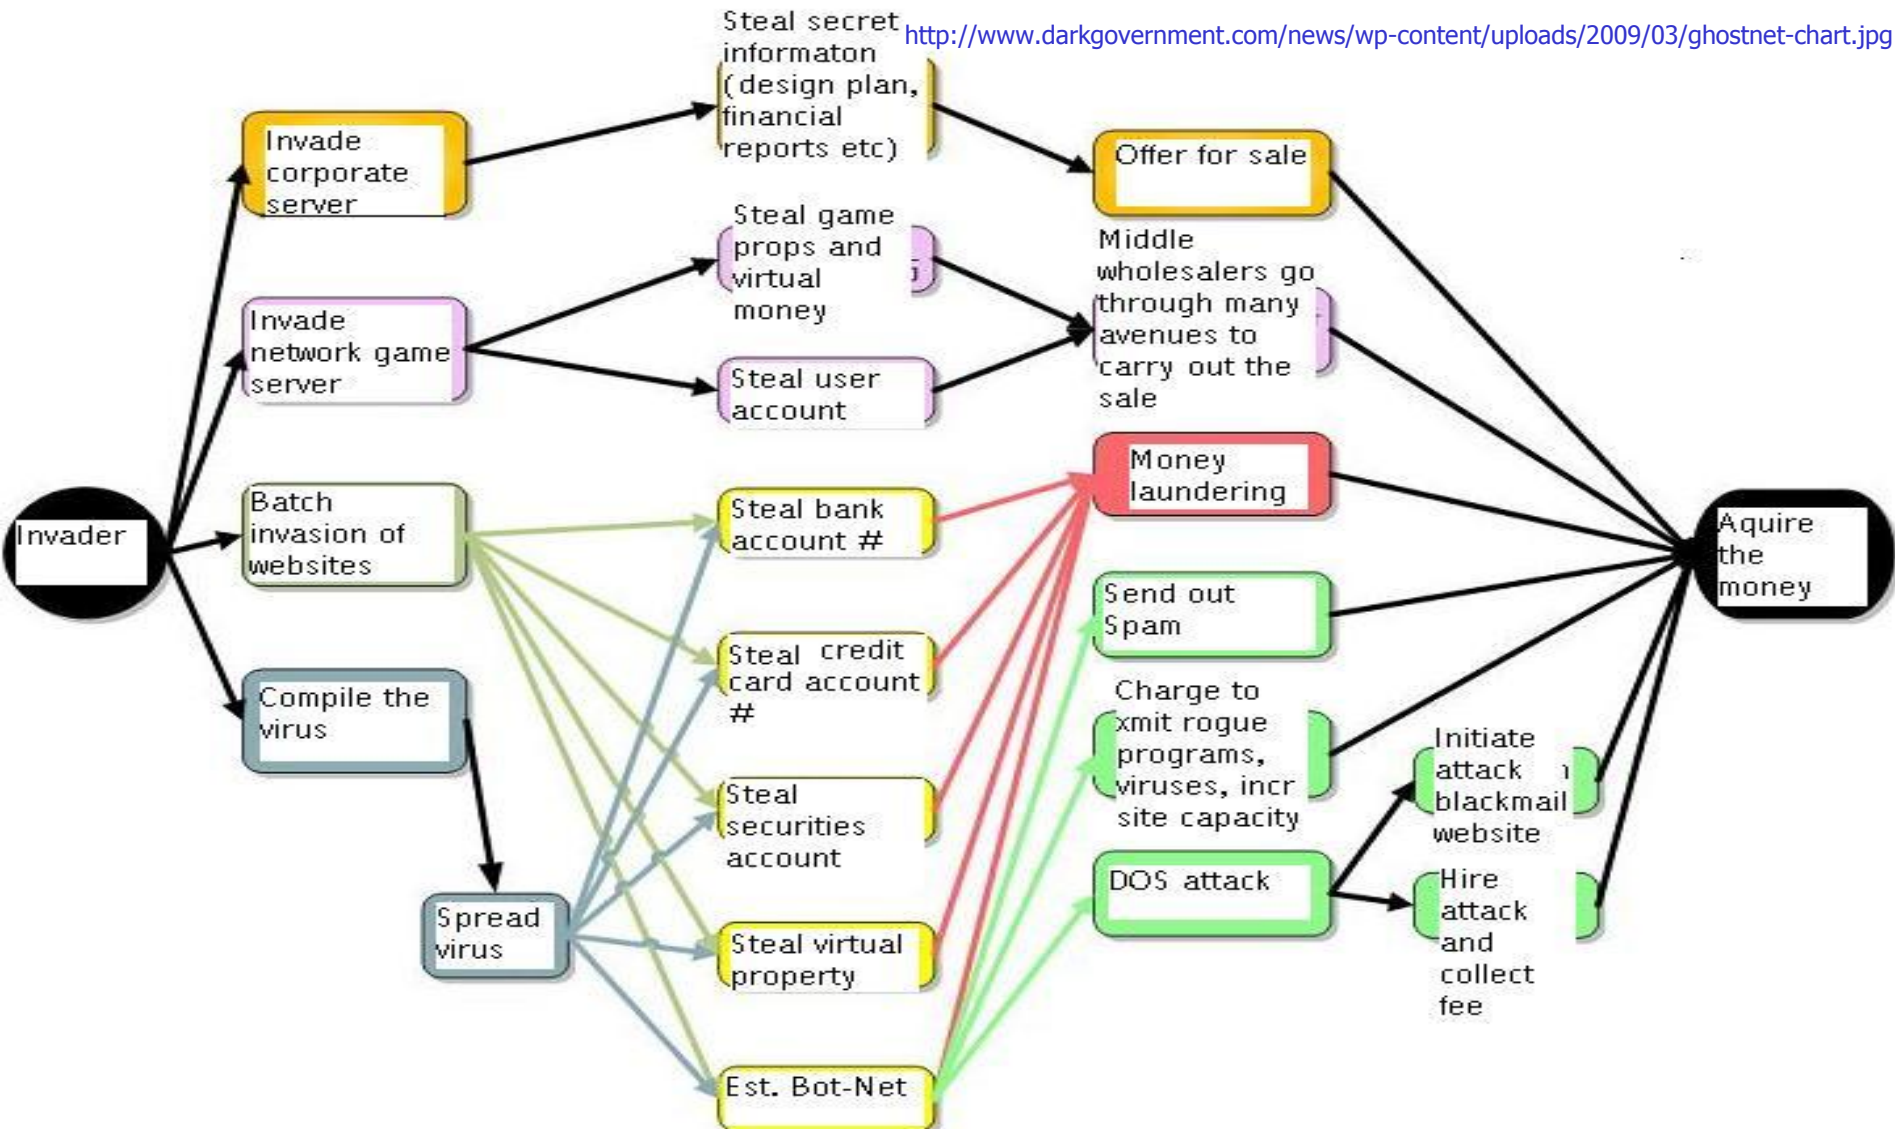 http://www.darkgovernment.com/news/wp-content/uploads/2009/03/ghostnet-chart.jpg
Invader
Invade
corporate
server
Invade
network game
server
Batch
invasion of
websites
Compile the
virus
Spread
virus
Steal secret
informaton
(design plan,
financial
reports etc)
Steal game
props and
virtual
money
Steal user
account
Steal bank
account #
Steal credit
card account
#
Steal
securities
account
Steal virtual
property
Est. Bot-Net
Offer for sale
Middle
wholesalers go
through many
avenues to
carry out the
sale
Money
laundering
Send out
Spam
Charge to
xmit rogue
programs,
viruses, incr
site capacity
DOS attack
Initiate
attack
blackmail
website
Hire
attack
and
collect
fee
Aquire
the
money